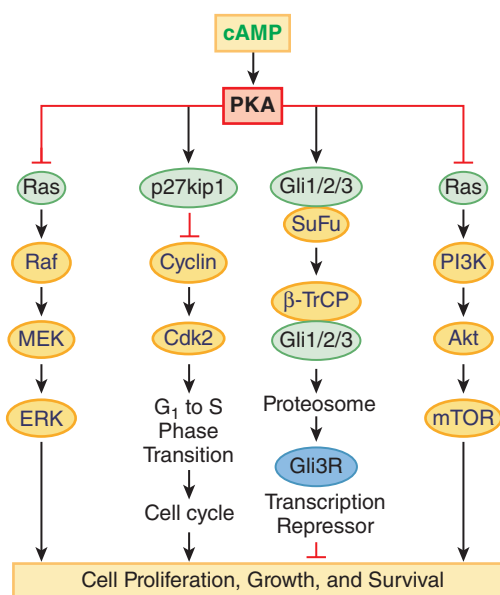 cAMP
PKA
Ras
p27kip1
Gli1/2/3
Ras
SuFu
Raf
Cyclin
PI3K
β-TrCP
MEK
Cdk2
Gli1/2/3
Akt
ERK
G1 to S
Phase
Transition
Proteosome
mTOR
Gli3R
Cell cycle
Transcription
Repressor
Cell Proliferation, Growth, and Survival